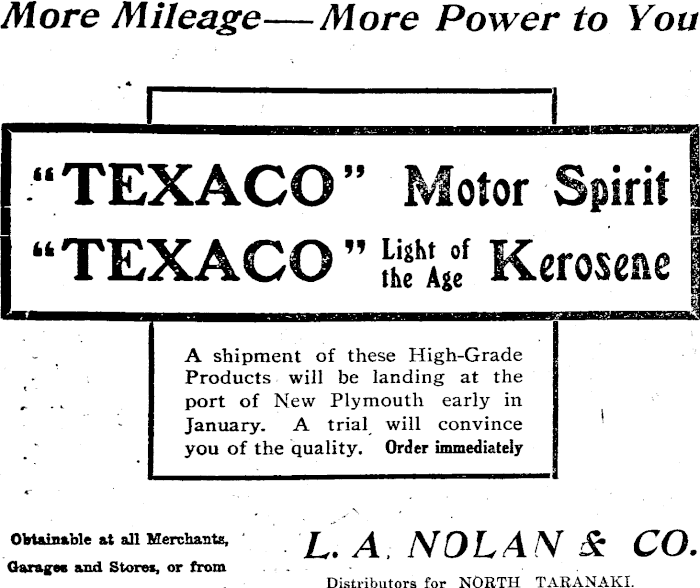 More Mileage—More Power to You
"TEXACO" Motor Spirit
"TEXACO" Light of the Age Kerosene
A shipment of these High-Grade
Products will be landing at the
port of New Plymouth early in
January. A trial will convince
you of the quality. Order immediately
Obtainable at all Merchants,
Garages and Stores, or from
L. A. NOLAN & CO.
Distributors for NORTH TARANAKI.